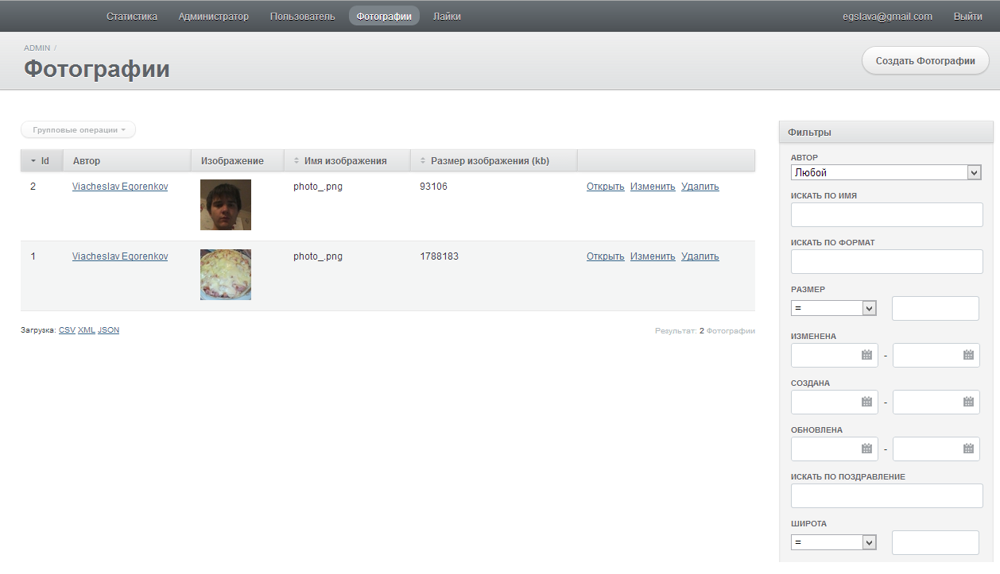 Статистика Администратор Пользователь Фотографии Лайки egslava@gmail.com Выйти
ADMIN /
Фотографии
Создать Фотографии
Групповые операции
Id Автор Изображение Имя изображения Размер изображения (kb)
2 Viacheslav Egorenkov photo_.png 93106 Открыть Изменить Удалить
1 Viacheslav Egorenkov photo_.png 1788183 Открыть Изменить Удалить
Загрузка: CSV XML JSON
Результат: 2 Фотографии
Фильтры
АВТОР
Любой
ИСКАТЬ ПО ИМЯ
ИСКАТЬ ПО ФОРМАТ
РАЗМЕР
=
ИЗМЕНЕНА
-
СОЗДАНА
-
ОБНОВЛЕНА
-
ИСКАТЬ ПО ПОЗДРАВЛЕНИЕ
ШИРОТА
=